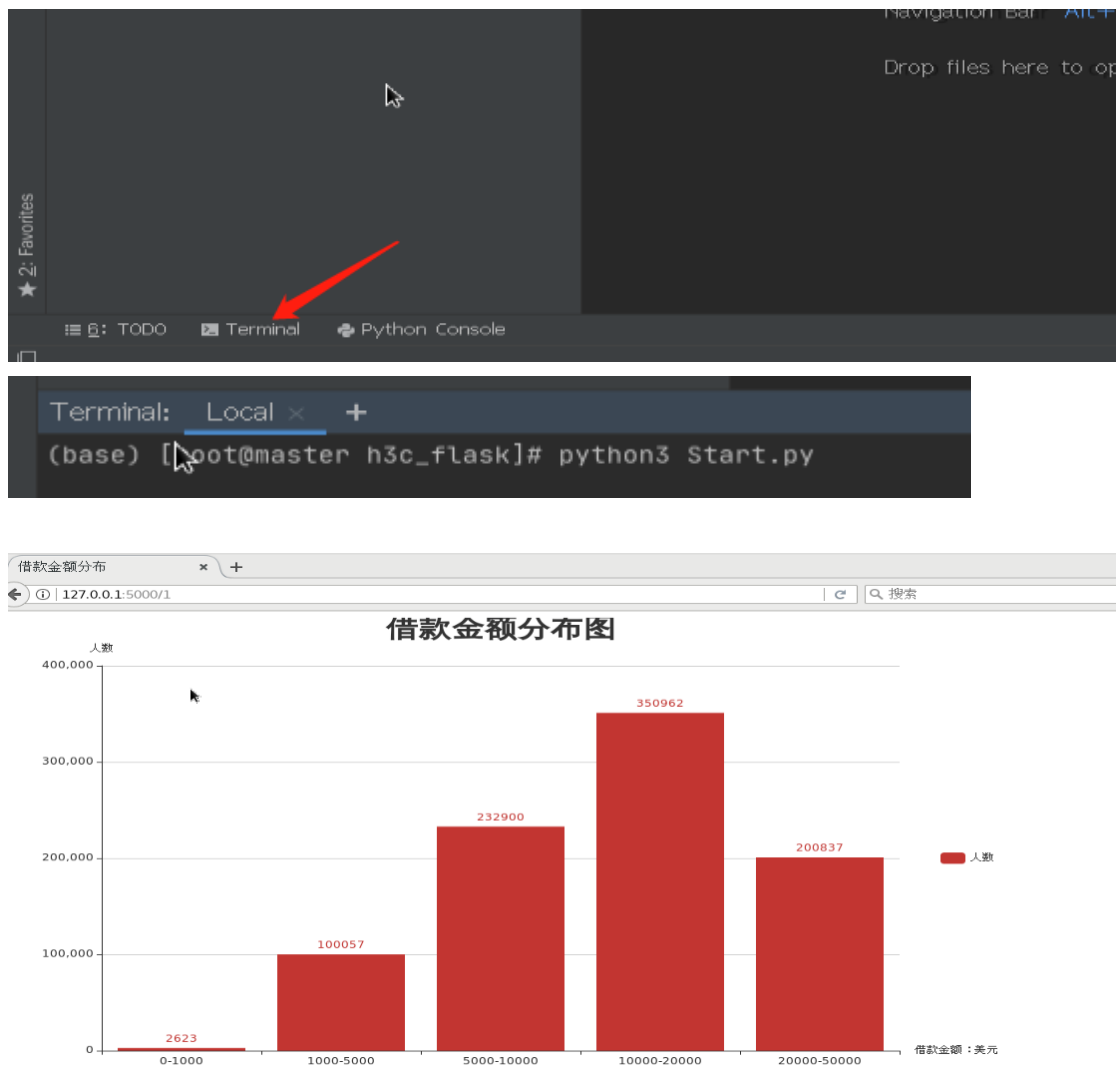 Navigation Bar Alt+
Drop files here to op
2: Favorites
6: TODO Terminal Python Console
Terminal: Local × +
(base) [root@master h3c_flask]# python3 Start.py
借款金额分布 × +
127.0.0.1:5000/1 搜索
借款金额分布图
人数
400,000
350962
300,000
232900
200837
200,000
人数
100,000
100057
2623
0
借款金额：美元
0-1000 1000-5000 5000-10000 10000-20000 20000-50000